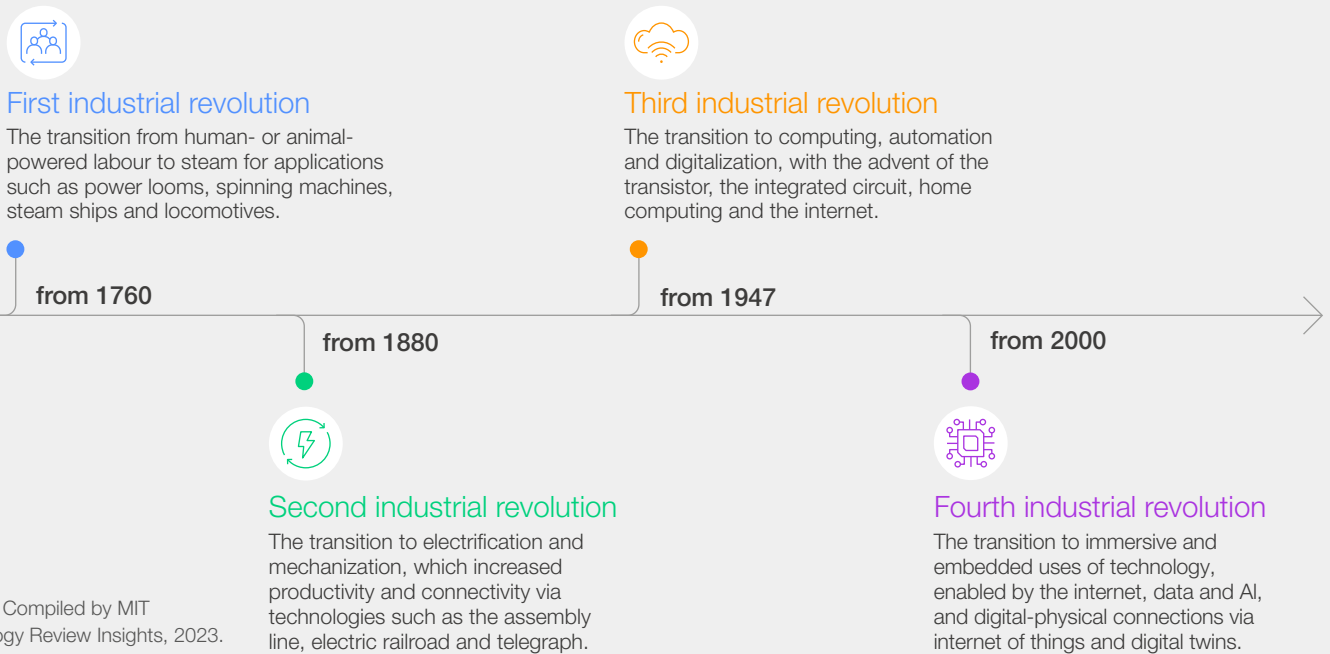 First industrial revolution
The transition from human- or animal-
powered labour to steam for applications
such as power looms, spinning machines,
steam ships and locomotives.
from 1760
Second industrial revolution
The transition to electrification and
mechanization, which increased
productivity and connectivity via
technologies such as the assembly
line, electric railroad and telegraph.
from 1880
Third industrial revolution
The transition to computing, automation
and digitalization, with the advent of the
transistor, the integrated circuit, home
computing and the internet.
from 1947
Fourth industrial revolution
The transition to immersive and
embedded uses of technology,
enabled by the internet, data and AI,
and digital-physical connections via
internet of things and digital twins.
from 2000
Compiled by MIT
ogy Review Insights, 2023.